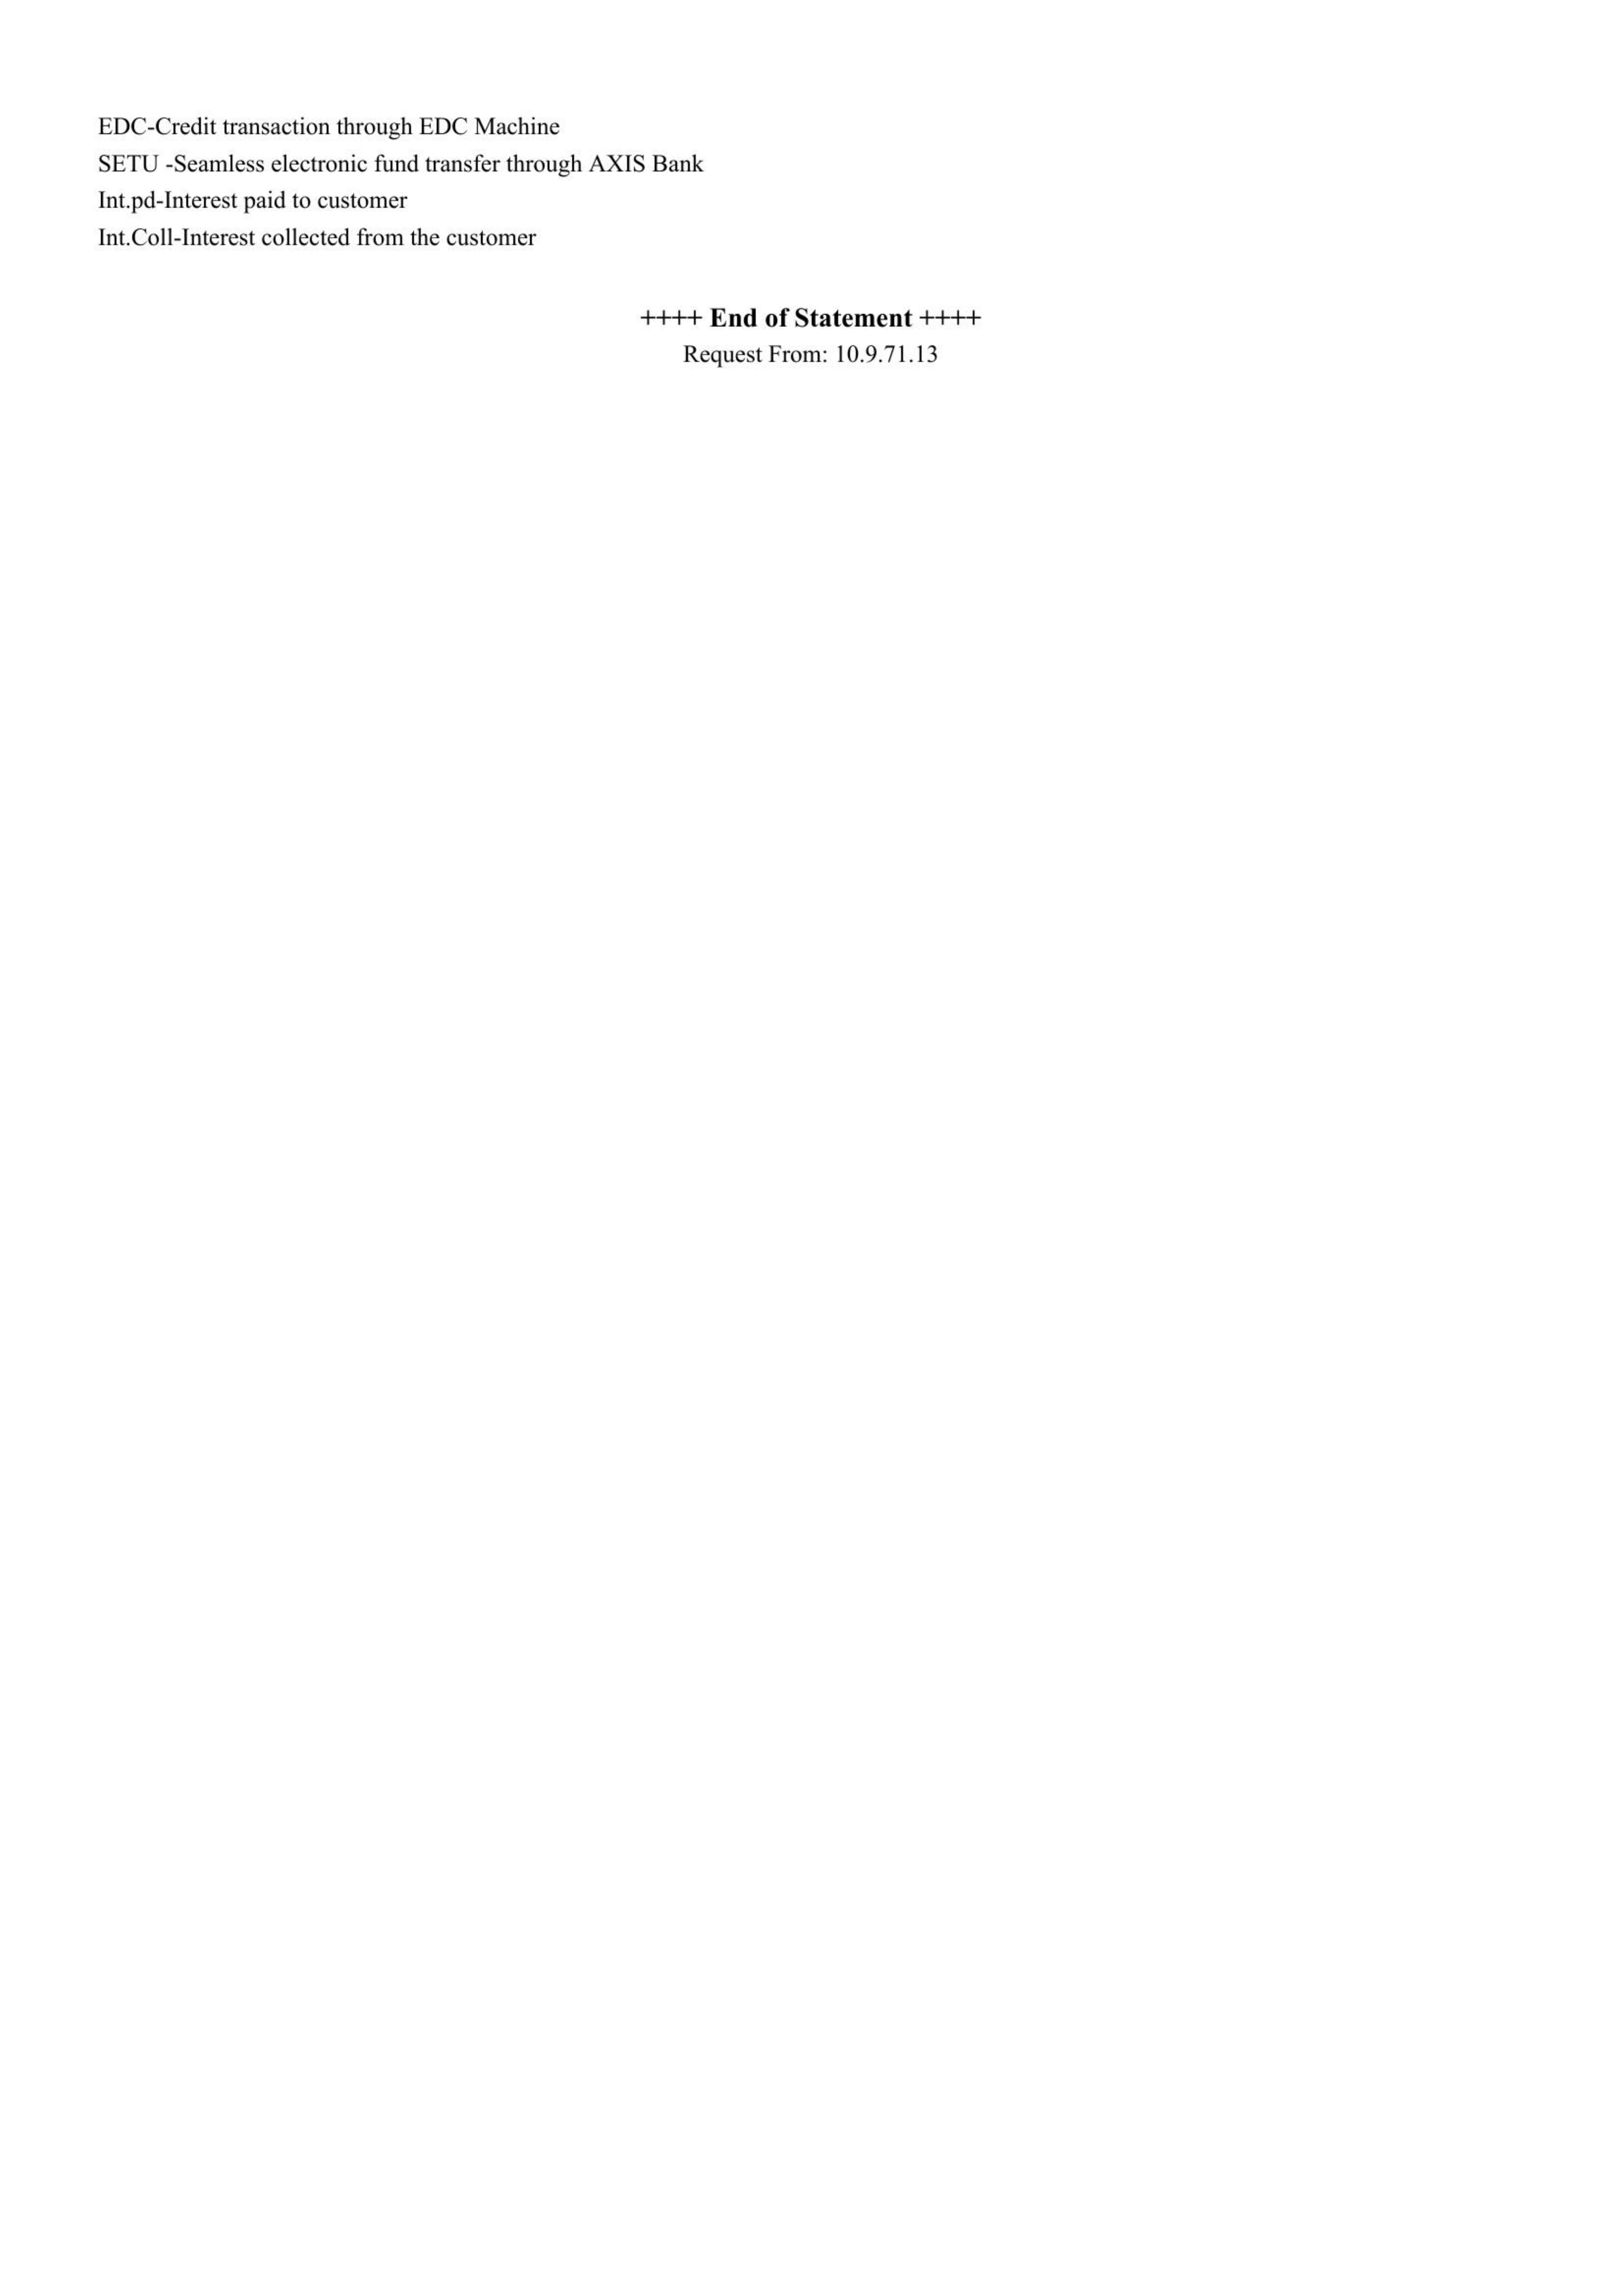 EDC-Credit transaction through EDC Machine
SETU -Seamless electronic fund transfer through AXIS Bank
Int.pd-Interest paid to customer
Int.Coll-Interest collected from the customer
++++ End of Statement ++++
Request From: 10.9.71.13